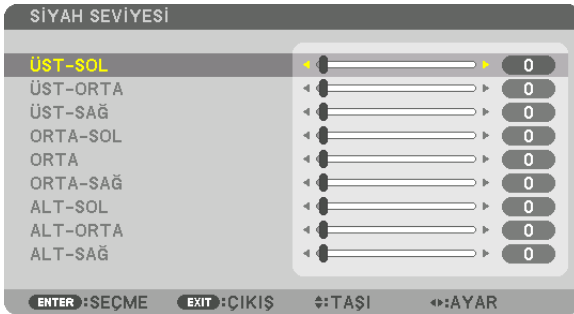 SİYAH SEVİYESİ
ÜST-SOL 0
ÜST-ORTA 0
ÜST-SAĞ 0
ORTA-SOL 0
ORTA 0
ORTA-SAĞ 0
ALT-SOL 0
ALT-ORTA 0
ALT-SAĞ 0
ENTER :SEÇME EXIT :ÇIKIŞ :TAŞI :AYAR